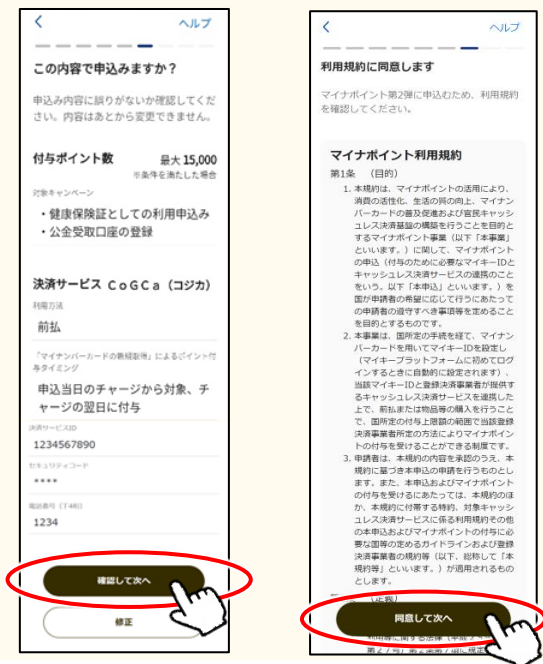 ヘルプ
この内容で申込みますか？
申込み内容に誤りがないか確認してくだ
さい。内容はあとから変更できません。
付与ポイント数 最大 15,000
※条件を満たした場合
対象キャンペーン
・健康保険証としての利用申込み
・公金受取口座の登録
決済サービス CoGCa（コジカ）
利用方法
前払
「マイナンバーカードの新規取得」によるポイント付
与タイミング
申込当日のチャージから対象、チ
ャージの翌日に付与
決済サービスID
1234567890
セキュリティコード
****
電話番号（下4桁）
1234
確認して次へ
修正
ヘルプ
利用規約に同意します
マイナポイント第2弾に申込むため、利用規約
を確認してください。
マイナポイント利用規約
第1条 （目的）
1. 本規約は、マイナポイントの活用により、
消費の活性化、生活の質の向上、マイナン
バーカードの普及促進および官民キャッシ
ュレス決済基盤の構築を行うことを目的と
するマイナポイント事業（以下「本事業」
といいます。）に関して、マイナポイント
の申込（付与のために必要なマイキーIDと
キャッシュレス決済サービスの連携のこと
をいう。以下「本申込」といいます。）を
国が申請者の希望に応じて行うにあたって
の申請者の遵守すべき事項等を定めること
を目的とするものです。
2. 本事業は、国所定の手続を経て、マイナン
バーカードを用いてマイキーIDを設定し
（マイキープラットフォームに初めてログ
インするときに自動的に設定されます）、
当該マイキーIDと登録決済事業者が提供す
るキャッシュレス決済サービスを連携した
上で、前払または物品等の購入を行うこと
で、国所定の付与上限額の範囲で当該登録
決済事業者所定の方法によりマイナポイン
トの付与を受けることができる制度です。
3. 申請者は、本規約の内容を承認のうえ、本
規約に基づき本申込の申請を行うものとし
ます。また、本申込およびマイナポイント
の付与を受けるにあたっては、本規約のほ
か、本規約に付帯する特約、対象キャッシ
ュレス決済サービスに係る利用規約その他
の本申込およびマイナポイントの付与に必
要な国等の定めるガイドラインおよび登録
決済事業者の規約等（以下、総称して「本
規約等」といいます。）が適用されるもの
とします。
同意して次へ